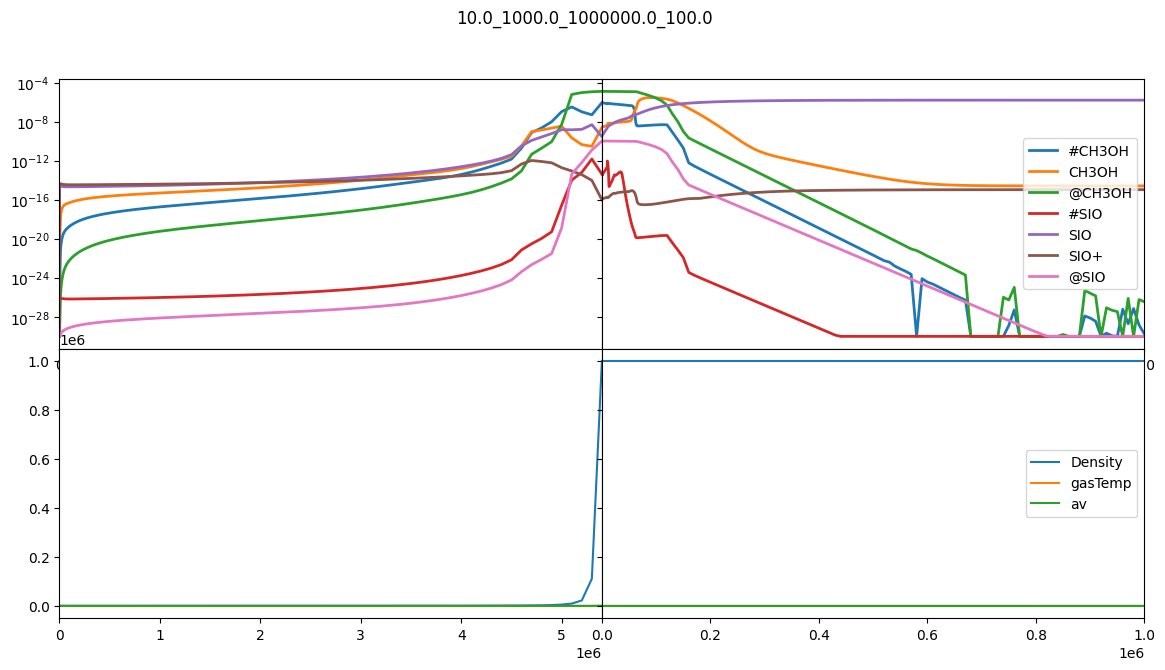 10.0_1000.0_1000000.0_100.0
10⁻⁴
10⁻⁸
10⁻¹²
10⁻¹⁶
10⁻²⁰
10⁻²⁴
10⁻²⁸
#CH3OH
CH3OH
@CH3OH
#SIO
SIO
SIO+
@SIO
1e6
0
1.0
0.8
0.6
0.4
0.2
0.0
Density
gasTemp
av
0 1 2 3 4 5 0.0 0.2 0.4 0.6 0.8 1.0
1e6 1e6